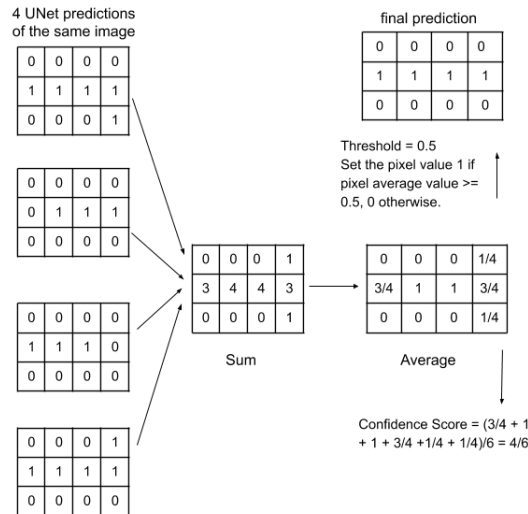 4 UNet predictions
of the same image
0 0 0 0
1 1 1 1
0 0 0 1
0 0 0 0
0 1 1 1
0 0 0 0
0 0 0 0
1 1 1 0
0 0 0 0
0 0 0 1
1 1 1 1
0 0 0 0
0 0 0 1
3 4 4 3
0 0 0 1
Sum
0 0 0 1/4
3/4 1 1 3/4
0 0 0 1/4
Average
final prediction
0 0 0 0
1 1 1 1
0 0 0 0
Threshold = 0.5
Set the pixel value 1 if
pixel average value >=
0.5, 0 otherwise.
Confidence Score = (3/4 + 1
+ 1 + 3/4 +1/4 + 1/4)/6 = 4/6